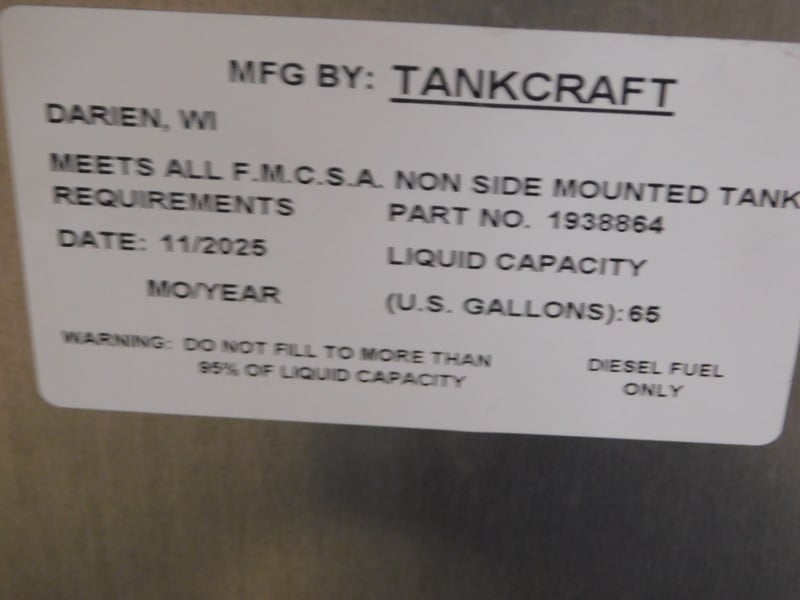 MFG BY: TANKCRAFT
DARIEN, WI
MEETS ALL F.M.C.S.A. NON SIDE MOUNTED TANK
REQUIREMENTS
PART NO. 1938864
DATE: 11/2025
LIQUID CAPACITY
MO/YEAR
(U.S. GALLONS): 65
WARNING: DO NOT FILL TO MORE THAN
95% OF LIQUID CAPACITY
DIESEL FUEL
ONLY